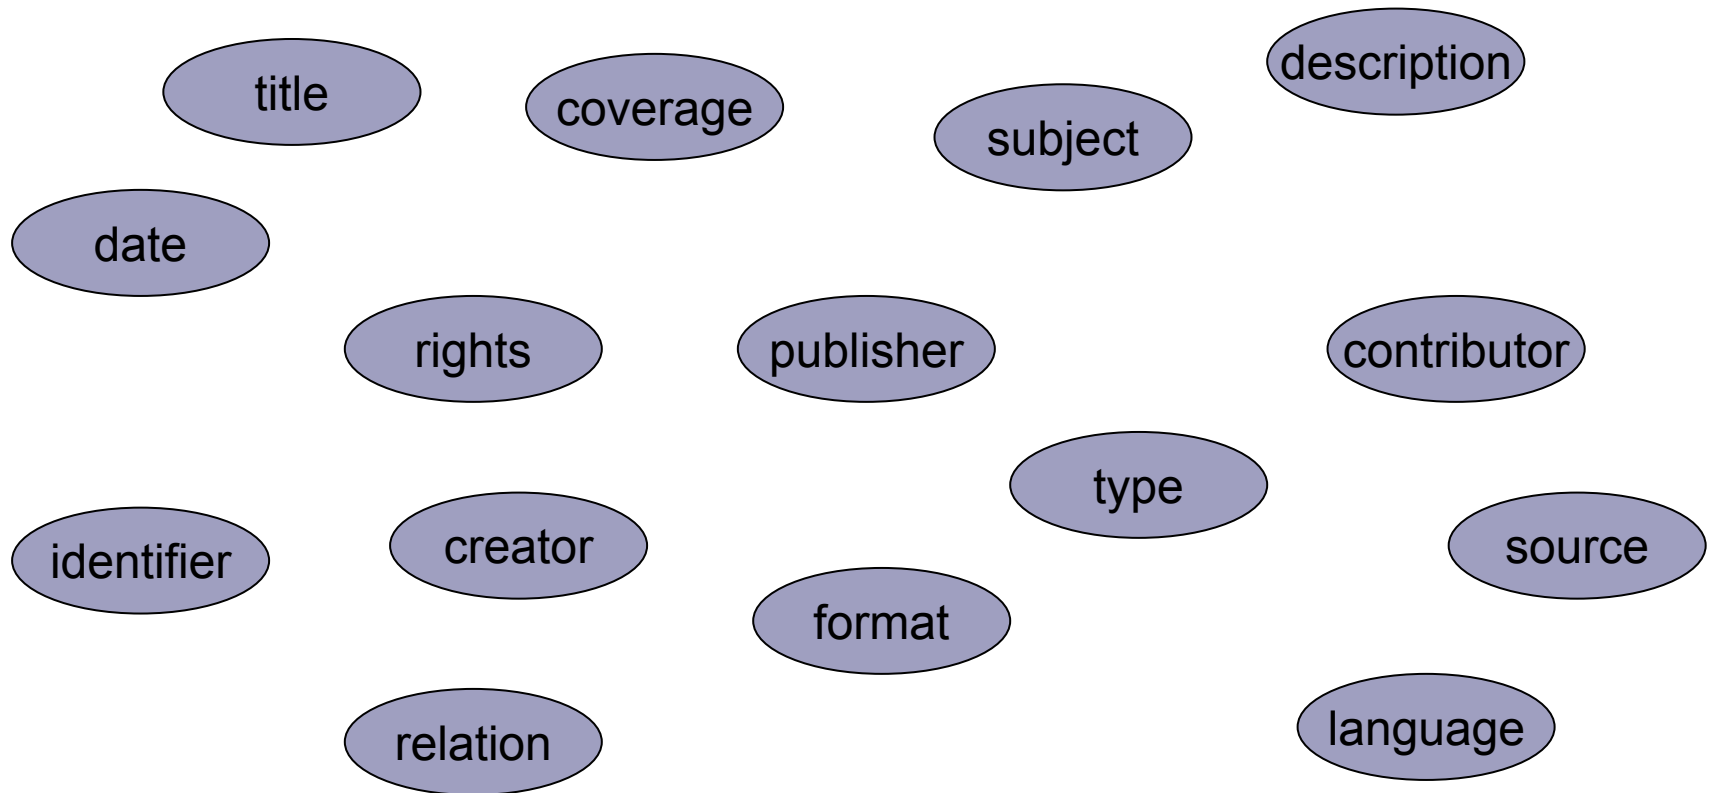 description
title
coverage
subject
date
rights
publisher
contributor
type
identifier
creator
source
format
relation
language